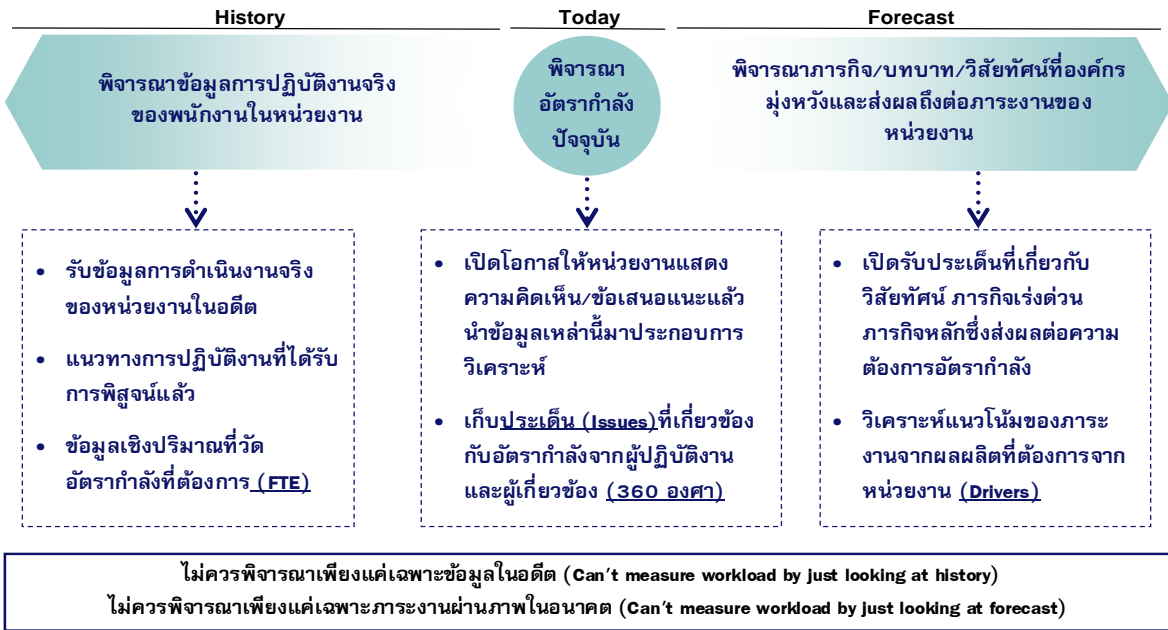 History
Today
Forecast
พิจารณาข้อมูลการปฏิบัติงานจริง
ของพนักงานในหน่วยงาน
พิจารณา
อัตรากำลัง
ปัจจุบัน
พิจารณาภารกิจ/บทบาท/วิสัยทัศน์ที่องค์กร
มุ่งหวังและส่งผลถึงต่อภาระงานของ
หน่วยงาน
• รับข้อมูลการดำเนินงานจริง
ของหน่วยงานในอดีต
• แนวทางการปฏิบัติงานที่ได้รับ
การพิสูจน์แล้ว
• ข้อมูลเชิงปริมาณที่วัด
อัตรากำลังที่ต้องการ (FTE)
• เปิดโอกาสให้หน่วยงานแสดง
ความคิดเห็น/ข้อเสนอแนะแล้ว
นำข้อมูลเหล่านี้มาประกอบการ
วิเคราะห์
• เก็บประเด็น (Issues)ที่เกี่ยวข้อง
กับอัตรากำลังจากผู้ปฏิบัติงาน
และผู้เกี่ยวข้อง (360 องศา)
• เปิดรับประเด็นที่เกี่ยวกับ
วิสัยทัศน์ ภารกิจเร่งด่วน
ภารกิจหลักซึ่งส่งผลต่อความ
ต้องการอัตรากำลัง
• วิเคราะห์แนวโน้มของภาระ
งานจากผลผลิตที่ต้องการจาก
หน่วยงาน (Drivers)
ไม่ควรพิจารณาเพียงแค่เฉพาะข้อมูลในอดีต (Can't measure workload by just looking at history)
ไม่ควรพิจารณาเพียงแค่เฉพาะภาระงานผ่านภาพในอนาคต (Can't measure workload by just looking at forecast)